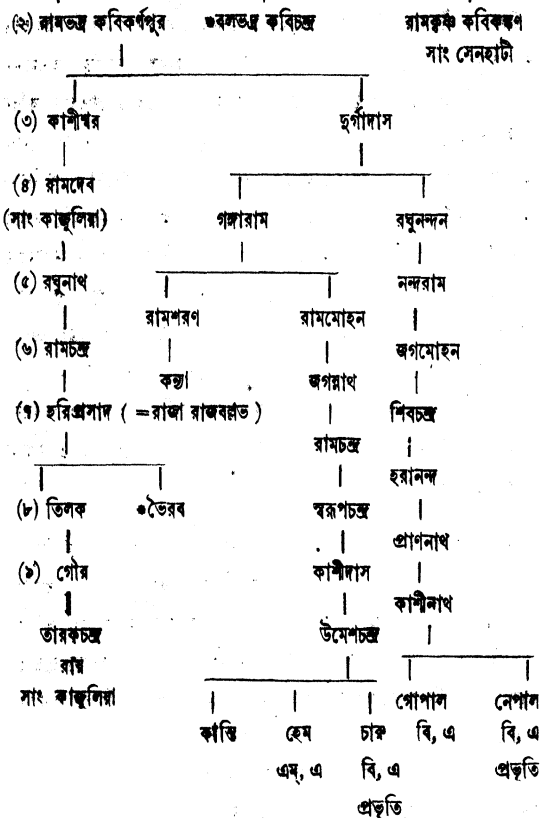 (২) রামভদ্র কবিকর্ণপুর ৹বলভদ্র কবিচন্দ্র রামকৃষ্ণ কবিকঙ্কণ
সাং সেনহাটী
(৩) কাশীশ্বর দুর্গাদাস
(৪) রামদেব
(সাং কাজুলিয়া) গঙ্গারাম রঘুনন্দন
(৫) রঘুনাথ নন্দরাম
রামশরণ রামমোহন
(৬) রামচন্দ্র জগমোহন
কন্যা জগন্নাথ
(৭) হরিপ্রসাদ ( =রাজা রাজবল্লভ ) শিবচন্দ্র
রামচন্দ্র
হরানন্দ
(৮) তিলক ৹ভৈরব স্বরূপচন্দ্র
প্রাণনাথ
(৯) গৌর কাশীদাস
কাশীনাথ
তারকচন্দ্র উমেশচন্দ্র
রায়
সাং কাজুলিয়া গোপাল নেপাল
কান্তি হেম চারু বি, এ বি, এ
এম্, এ বি, এ প্রভৃতি
প্রভৃতি